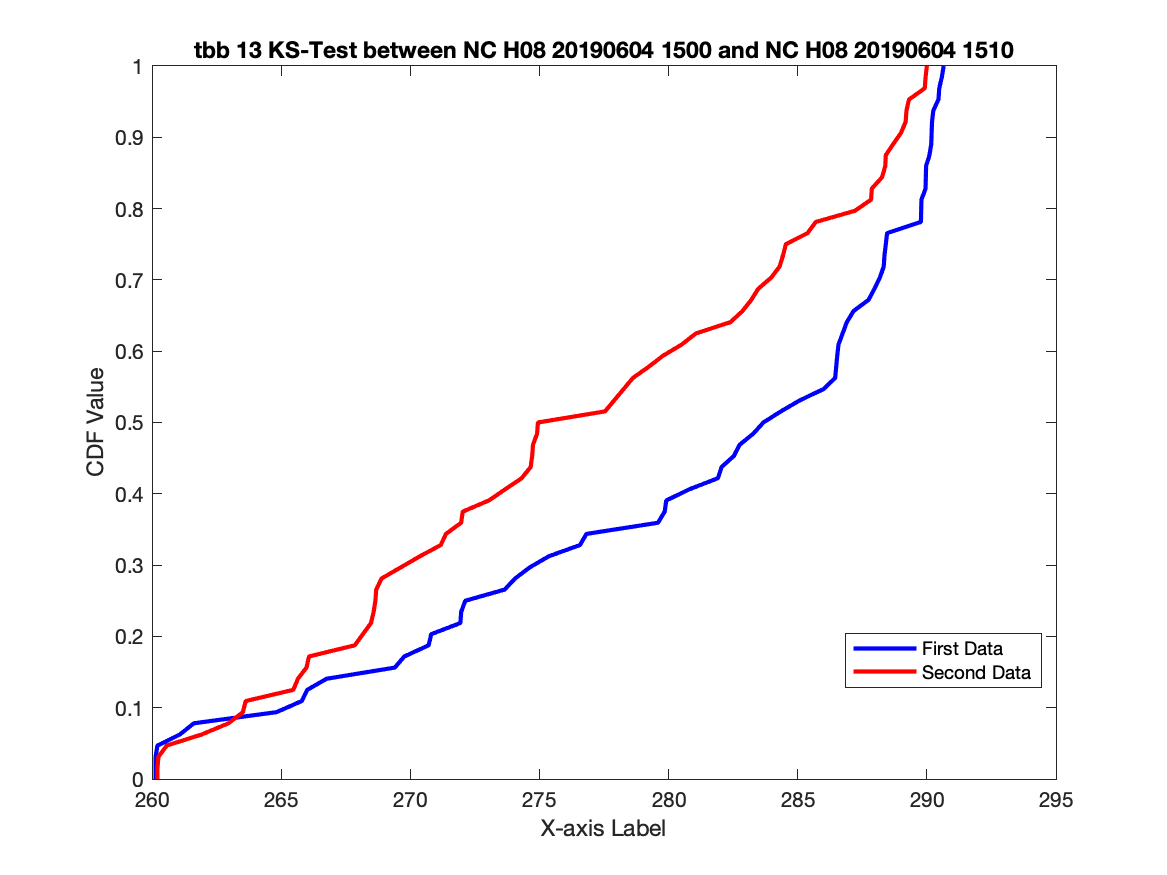 tbb 13 KS-Test between NC H08 20190604 1500 and NC H08 20190604 1510
1
0.9
0.8
0.7
0.6
0.5
0.4
0.3
0.2
0.1
0
CDF Value
First Data
Second Data
260 265 270 275 280 285 290 295
X-axis Label